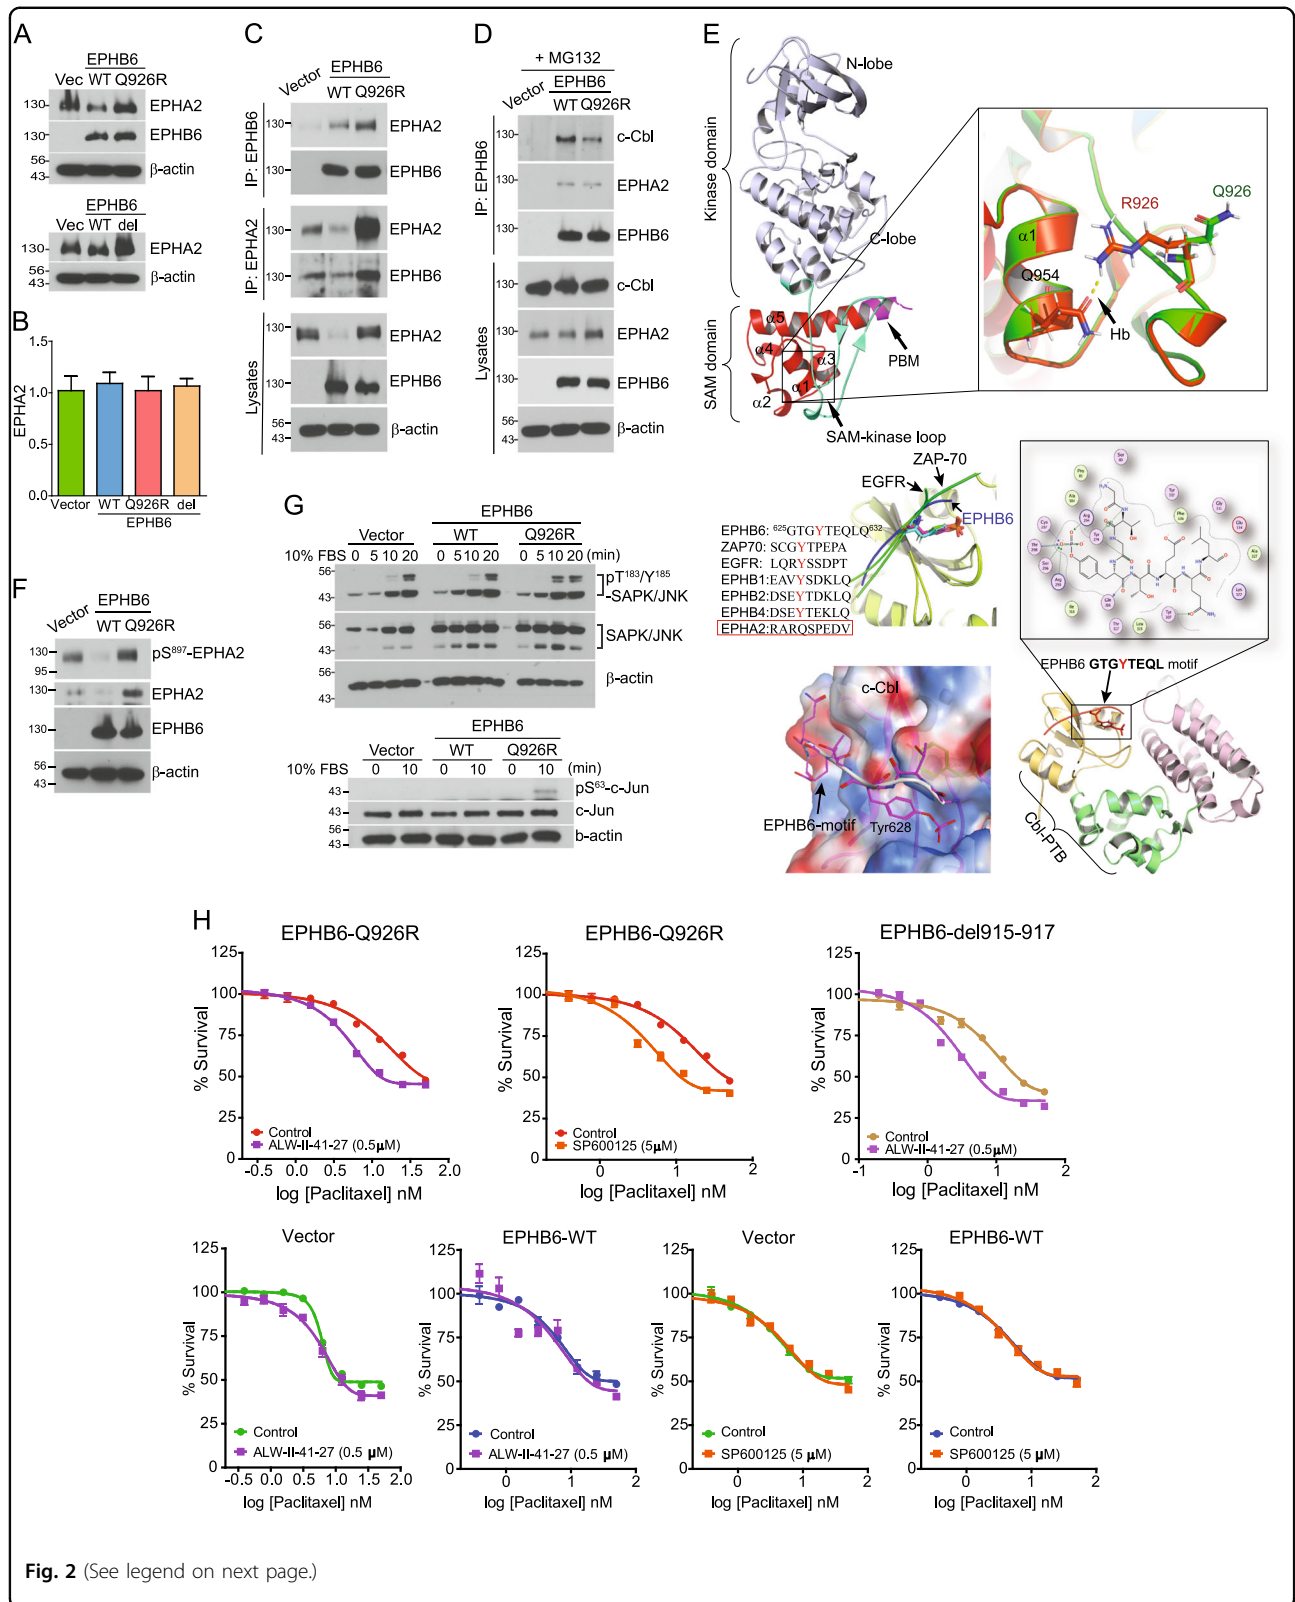 A
EPHB6
Vec WT Q926R
130
EPHA2
130
EPHB6
56
43
β-actin
EPHB6
Vec WT del
130
EPHA2
56
43
β-actin
B
EPHA2
1.5
1.0
0.5
0.0
Vector WT Q926R del
EPHB6
C
Vector
EPHB6
WT Q926R
IP: EPHB6
130
EPHA2
130
EPHB6
IP: EPHA2
130
EPHA2
130
EPHB6
Lysates
130
EPHA2
130
EPHB6
56
43
β-actin
D
+ MG132
Vector
EPHB6
WT Q926R
IP: EPHB6
130
c-Cbl
130
EPHA2
130
EPHB6
Lysates
130
c-Cbl
130
EPHA2
130
EPHB6
56
43
β-actin
E
Kinase domain
N-lobe
C-lobe
SAM domain
α5
α4
α3
α1
α2
PBM
SAM-kinase loop
R926
Q926
α1
Q954
Hb
ZAP-70
EGFR
EPHB6
EPHB6: ⁶²⁵GTGYTEQLQ⁶³²
ZAP70: SCGYTPEPA
EGFR: LQRYSSDPT
EPHB1:EAVYSDKLQ
EPHB2:DSEYTDKLQ
EPHB4:DSEYTEKLQ
EPHA2:RARQSPEDV
c-Cbl
EPHB6-motif
Tyr628
EPHB6 GTGYTEQL motif
Cbl-PTB
F
Vector
EPHB6
WT Q926R
130
95
pS⁸⁹⁷-EPHA2
130
EPHA2
130
EPHB6
56
43
β-actin
G
EPHB6
Vector WT Q926R
10% FBS 0 5 10 20 0 5 10 20 0 5 10 20 (min)
56
43
pT¹⁸³/Y¹⁸⁵
-SAPK/JNK
56
43
SAPK/JNK
56
43
β-actin
EPHB6
Vector WT Q926R
10% FBS 0 10 0 10 0 10 (min)
43
pS⁶³-c-Jun
43
c-Jun
56
43
b-actin
H
EPHB6-Q926R
% Survival
125
100
75
50
25
0
Control
ALW-II-41-27 (0.5μM)
-0.5 0.0 0.5 1.0 1.5 2.0
log [Paclitaxel] nM
EPHB6-Q926R
% Survival
125
100
75
50
25
0
Control
SP600125 (5μM)
0 1 2
log [Paclitaxel] nM
EPHB6-del915-917
% Survival
125
100
75
50
25
0
Control
ALW-II-41-27 (0.5μM)
-1 0 1 2
log [Paclitaxel] nM
Vector
% Survival
125
100
75
50
25
0
Control
ALW-II-41-27 (0.5 μM)
-0.5 0.0 0.5 1.0 1.5 2.0
log [Paclitaxel] nM
EPHB6-WT
% Survival
125
100
75
50
25
0
Control
ALW-II-41-27 (0.5 μM)
0 1 2
log [Paclitaxel] nM
Vector
% Survival
125
100
75
50
25
0
Control
SP600125 (5 μM)
0 1 2
log [Paclitaxel] nM
EPHB6-WT
% Survival
125
100
75
50
25
0
Control
SP600125 (5 μM)
0 1 2
log [Paclitaxel] nM
Fig. 2 (See legend on next page.)